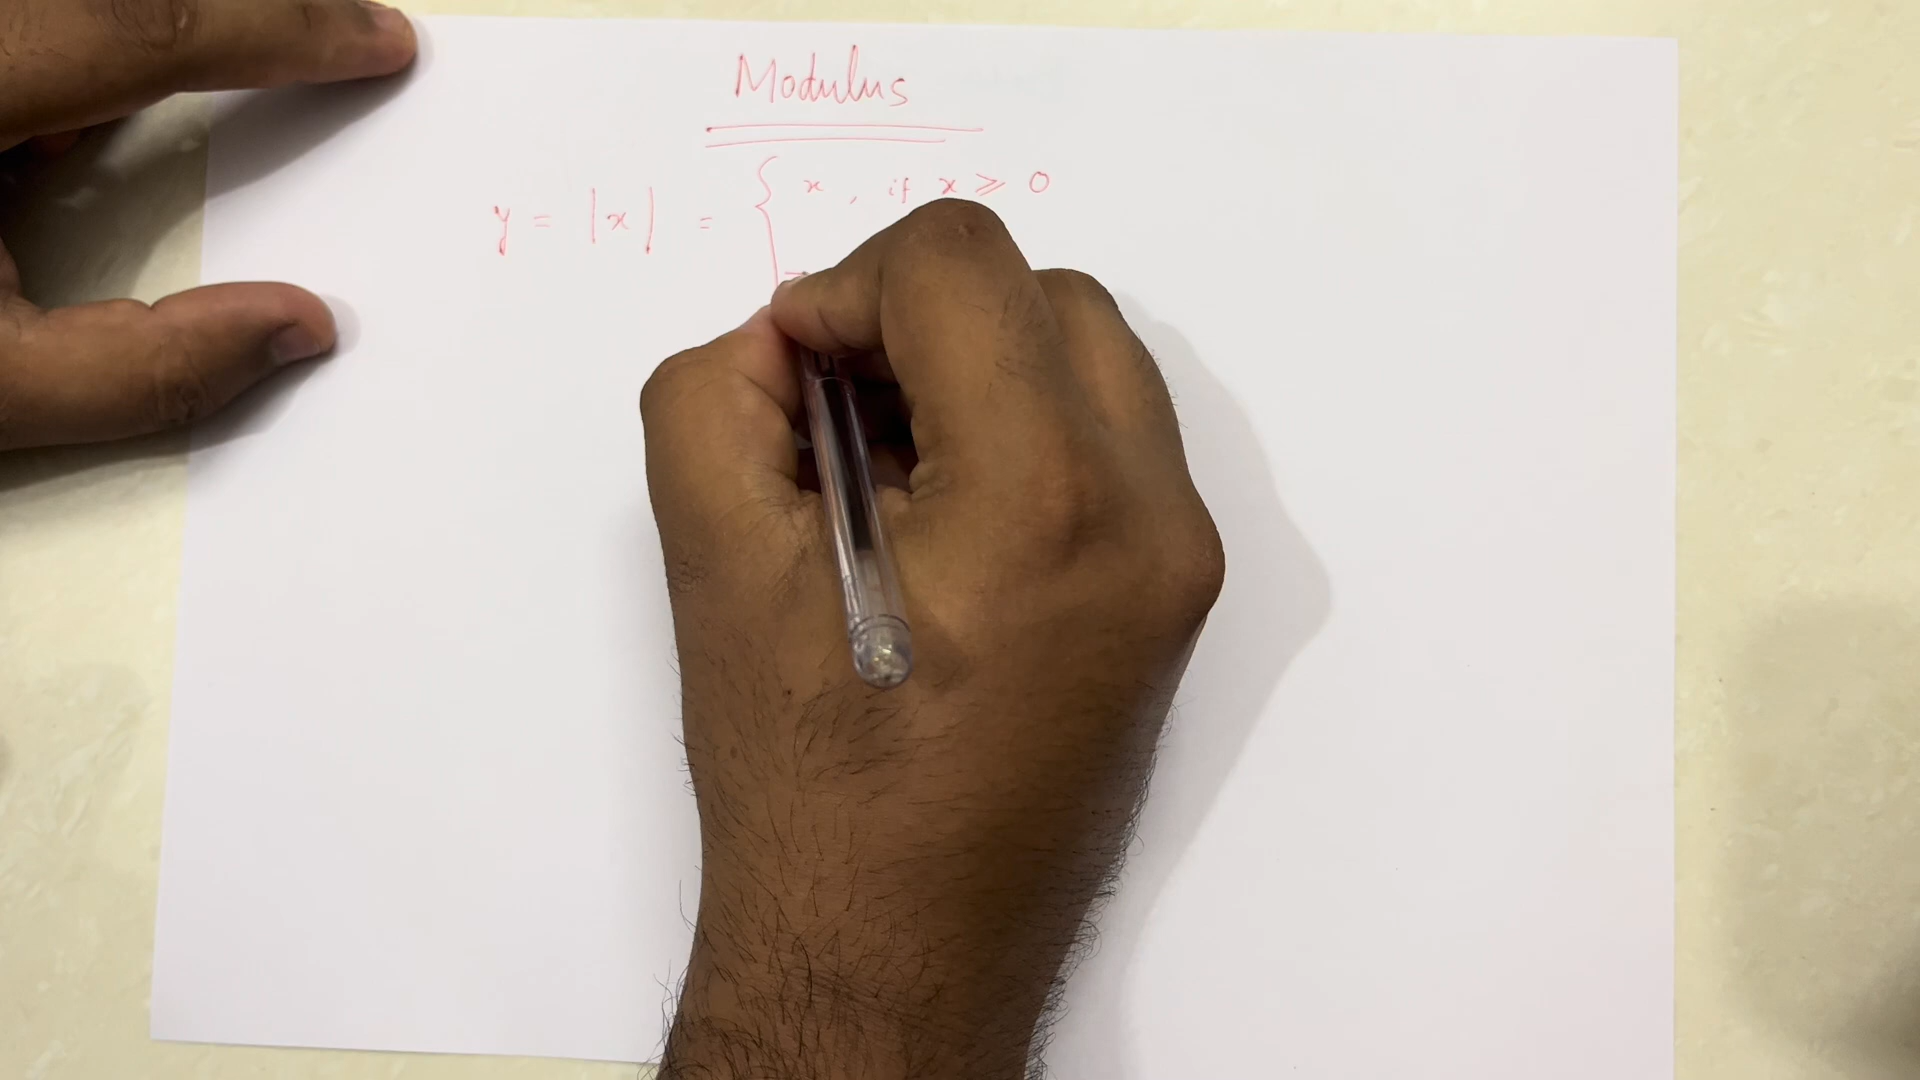 Modulus
y = |x| = { x , if x ⩾ 0
-